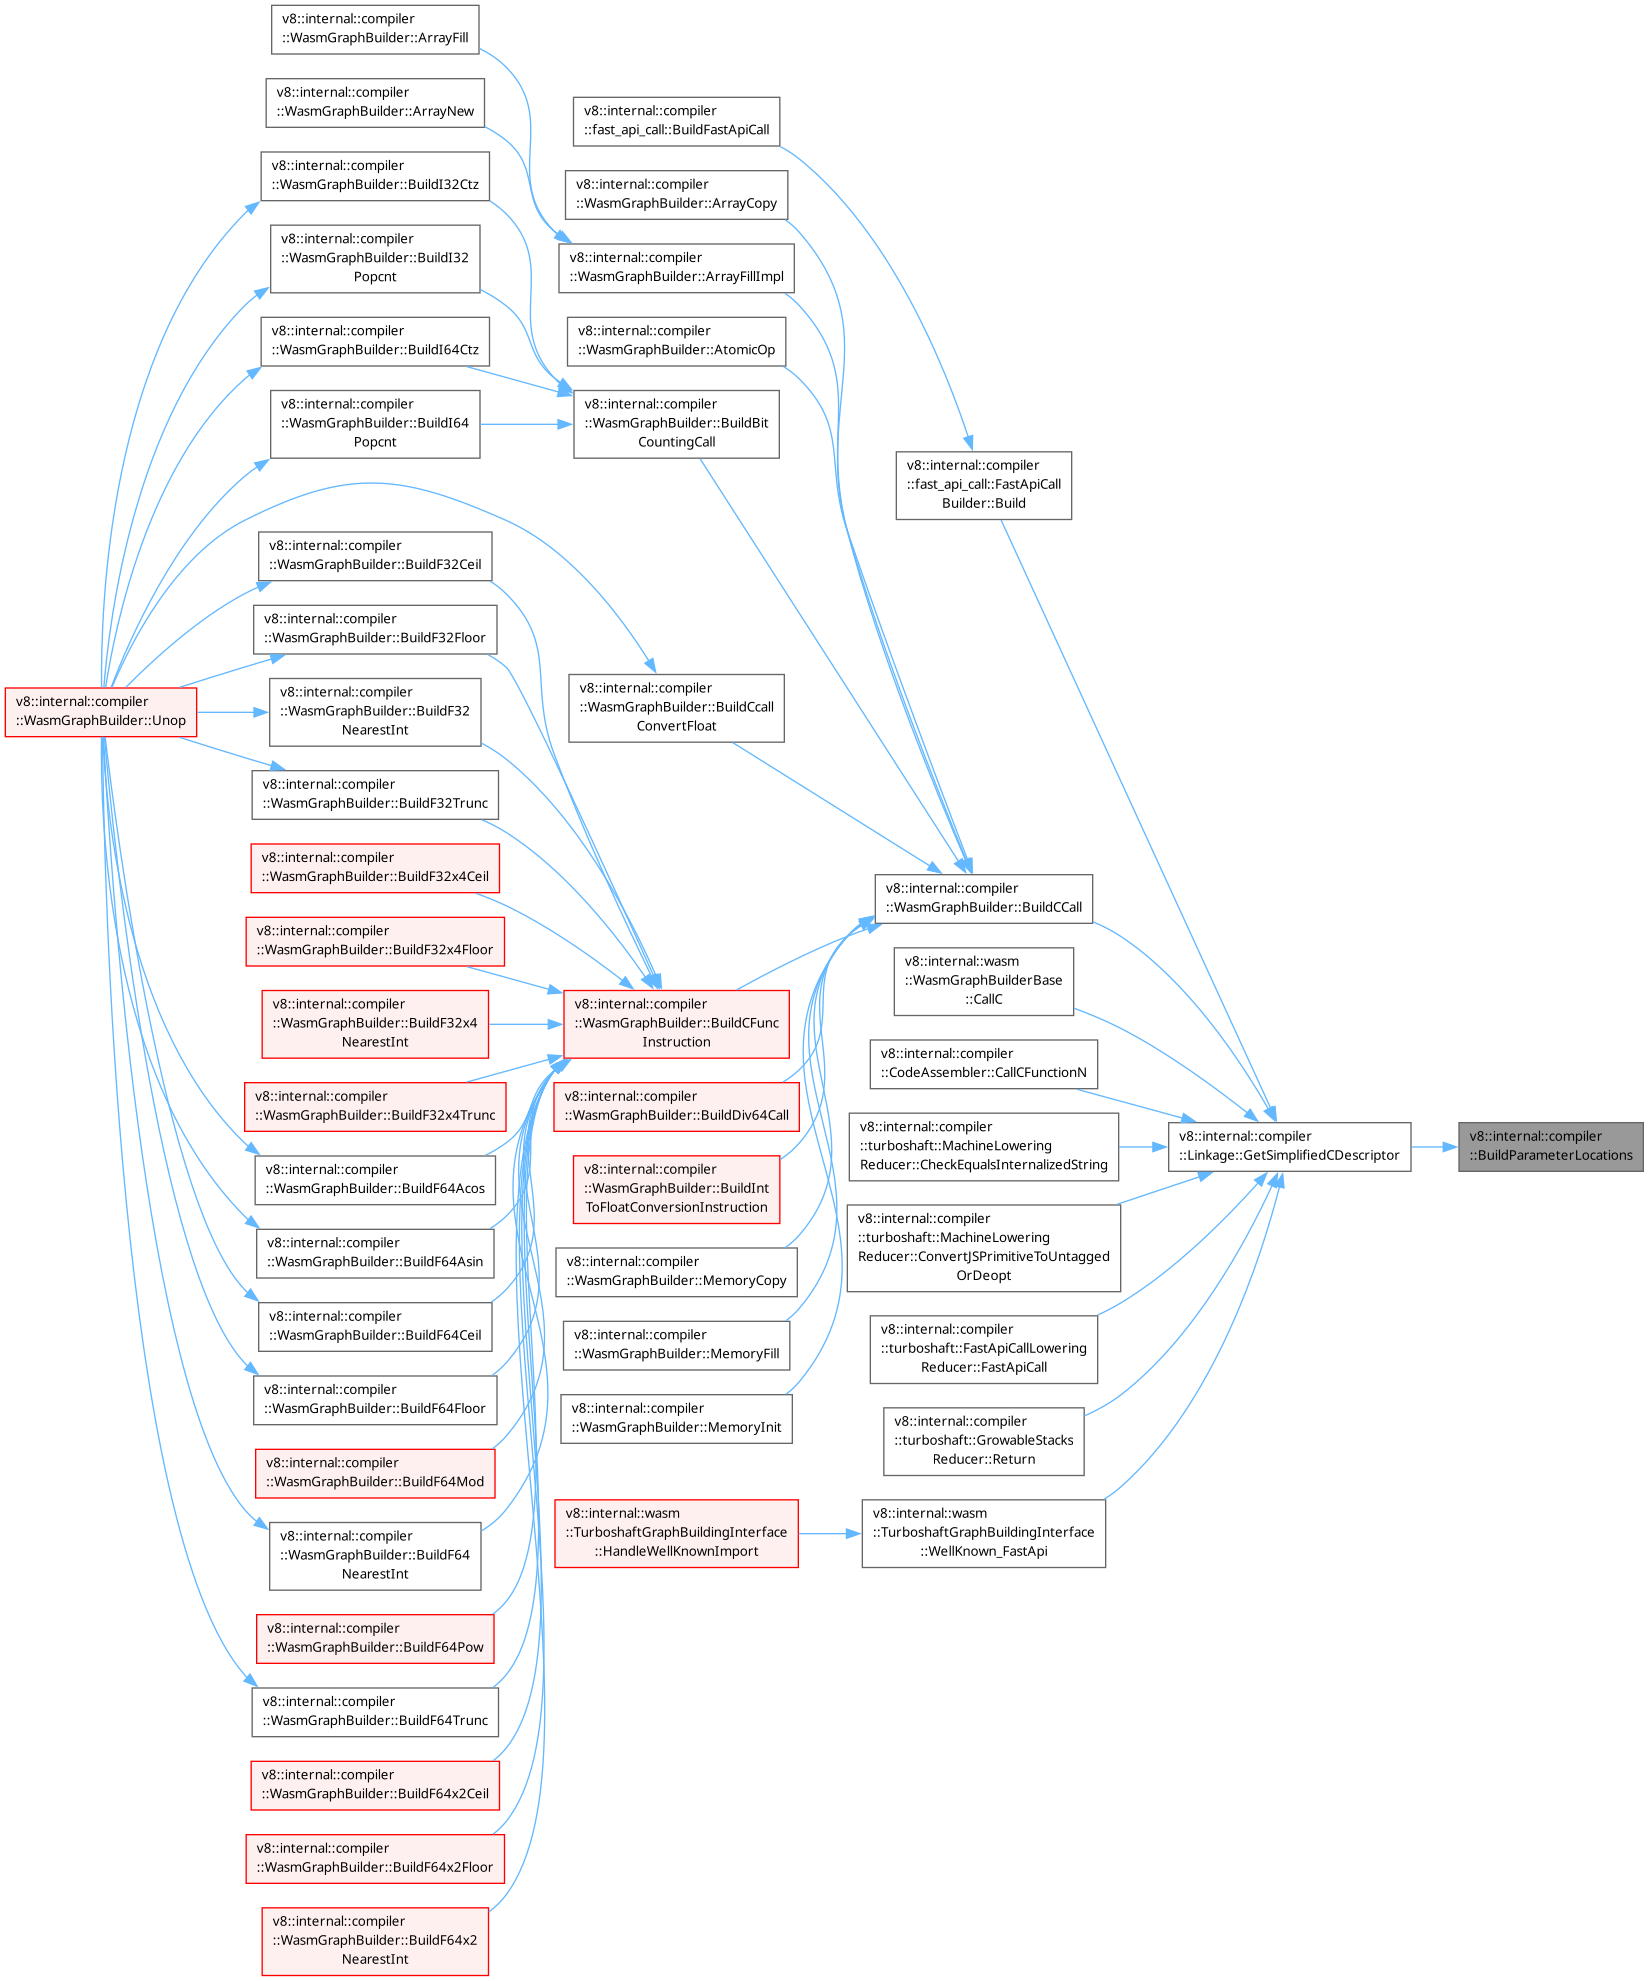 v8::internal::compiler
::WasmGraphBuilder::ArrayFill
v8::internal::compiler
::WasmGraphBuilder::ArrayNew
v8::internal::compiler
::WasmGraphBuilder::BuildI32Ctz
v8::internal::compiler
::WasmGraphBuilder::BuildI32
Popcnt
v8::internal::compiler
::WasmGraphBuilder::BuildI64Ctz
v8::internal::compiler
::WasmGraphBuilder::BuildI64
Popcnt
v8::internal::compiler
::WasmGraphBuilder::BuildF32Ceil
v8::internal::compiler
::WasmGraphBuilder::BuildF32Floor
v8::internal::compiler
::WasmGraphBuilder::Unop
v8::internal::compiler
::WasmGraphBuilder::BuildF32
NearestInt
v8::internal::compiler
::WasmGraphBuilder::BuildF32Trunc
v8::internal::compiler
::WasmGraphBuilder::BuildF32x4Ceil
v8::internal::compiler
::WasmGraphBuilder::BuildF32x4Floor
v8::internal::compiler
::WasmGraphBuilder::BuildF32x4
NearestInt
v8::internal::compiler
::WasmGraphBuilder::BuildF32x4Trunc
v8::internal::compiler
::WasmGraphBuilder::BuildF64Acos
v8::internal::compiler
::WasmGraphBuilder::BuildF64Asin
v8::internal::compiler
::WasmGraphBuilder::BuildF64Ceil
v8::internal::compiler
::WasmGraphBuilder::BuildF64Floor
v8::internal::compiler
::WasmGraphBuilder::BuildF64Mod
v8::internal::compiler
::WasmGraphBuilder::BuildF64
NearestInt
v8::internal::compiler
::WasmGraphBuilder::BuildF64Pow
v8::internal::compiler
::WasmGraphBuilder::BuildF64Trunc
v8::internal::compiler
::WasmGraphBuilder::BuildF64x2Ceil
v8::internal::compiler
::WasmGraphBuilder::BuildF64x2Floor
v8::internal::compiler
::WasmGraphBuilder::BuildF64x2
NearestInt
v8::internal::compiler
::fast_api_call::BuildFastApiCall
v8::internal::compiler
::WasmGraphBuilder::ArrayCopy
v8::internal::compiler
::WasmGraphBuilder::ArrayFillImpl
v8::internal::compiler
::WasmGraphBuilder::AtomicOp
v8::internal::compiler
::WasmGraphBuilder::BuildBit
CountingCall
v8::internal::compiler
::WasmGraphBuilder::BuildCcall
ConvertFloat
v8::internal::compiler
::WasmGraphBuilder::BuildCFunc
Instruction
v8::internal::compiler
::WasmGraphBuilder::BuildDiv64Call
v8::internal::compiler
::WasmGraphBuilder::BuildInt
ToFloatConversionInstruction
v8::internal::compiler
::WasmGraphBuilder::MemoryCopy
v8::internal::compiler
::WasmGraphBuilder::MemoryFill
v8::internal::compiler
::WasmGraphBuilder::MemoryInit
v8::internal::wasm
::TurboshaftGraphBuildingInterface
::HandleWellKnownImport
v8::internal::compiler
::fast_api_call::FastApiCall
Builder::Build
v8::internal::compiler
::WasmGraphBuilder::BuildCCall
v8::internal::wasm
::WasmGraphBuilderBase
::CallC
v8::internal::compiler
::CodeAssembler::CallCFunctionN
v8::internal::compiler
::turboshaft::MachineLowering
Reducer::CheckEqualsInternalizedString
v8::internal::compiler
::turboshaft::MachineLowering
Reducer::ConvertJSPrimitiveToUntagged
OrDeopt
v8::internal::compiler
::turboshaft::FastApiCallLowering
Reducer::FastApiCall
v8::internal::compiler
::turboshaft::GrowableStacks
Reducer::Return
v8::internal::wasm
::TurboshaftGraphBuildingInterface
::WellKnown_FastApi
v8::internal::compiler
::Linkage::GetSimplifiedCDescriptor
v8::internal::compiler
::BuildParameterLocations